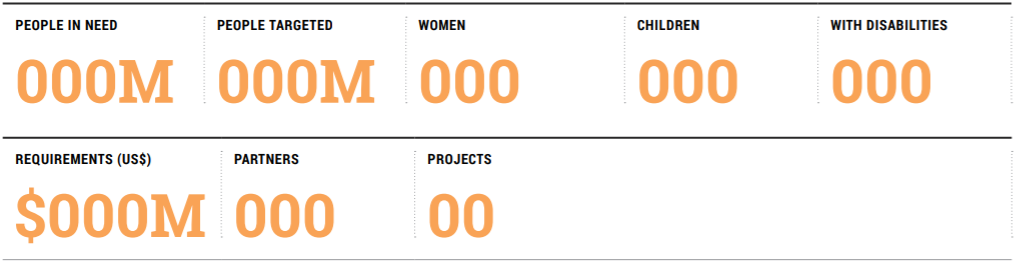 PEOPLE IN NEED PEOPLE TARGETED WOMEN CHILDREN WITH DISABILITIES
000M 000M 000 000 000
REQUIREMENTS (US$) PARTNERS PROJECTS
$000M 000 00